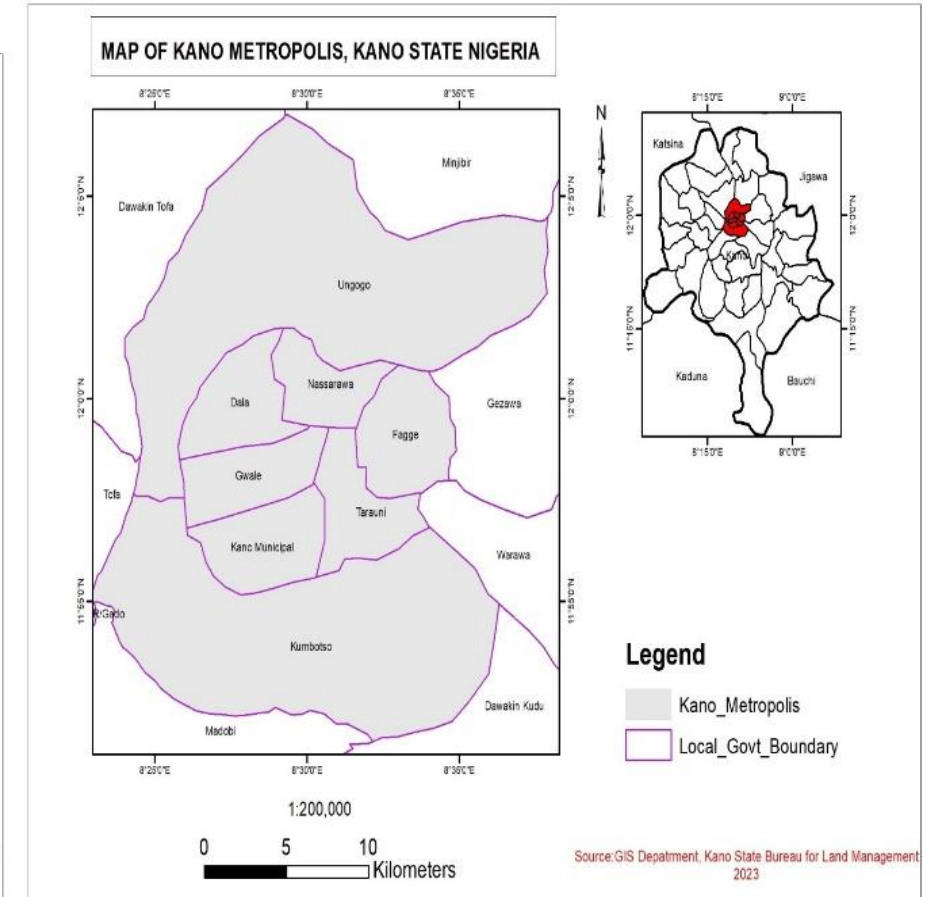 MAP OF KANO METROPOLIS, KANO STATE NIGERIA
8°25'0"E 8°30'0"E 8°35'0"E
N
8°15'0"E 9°0'0"E
Minjibir
Katsina
Jigawa
12°5'0"N 12°5'0"N
Dawakin Tofa
12°0'0"N 12°0'0"N
Kano
Ungogo
11°15'0"N 11°15'0"N
Kaduna
Bauchi
Nassarawa
Dala
Gezawa
12°0'0"N 12°0'0"N
Fagge
8°15'0"E 9°0'0"E
Gwale
Tofa
Tarauni
Kano Municipal
Warawa
11°55'0"N 11°55'0"N
R/Gado
Kumbotso
Legend
Kano_Metropolis
Dawakin Kudu
Madobi
Local_Govt_Boundary
8°25'0"E 8°30'0"E 8°35'0"E
1:200,000
0 5 10
Kilometers
Source:GIS Depatrment, Kano State Bureau for Land Management
2023